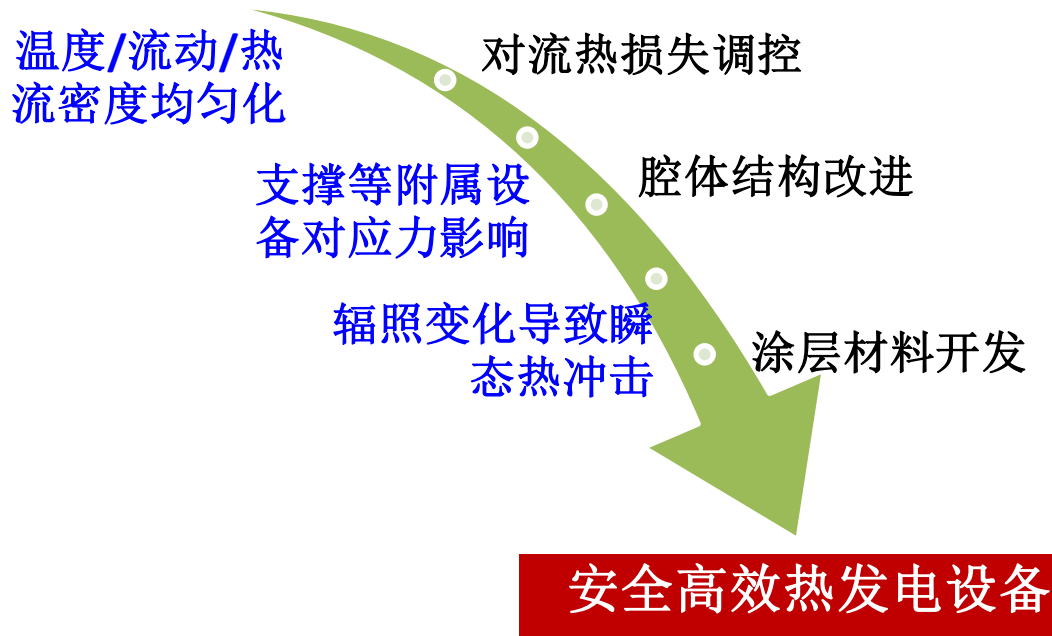 温度/流动/热
流密度均匀化
对流热损失调控
支撑等附属设
备对应力影响
腔体结构改进
辐照变化导致瞬
态热冲击
涂层材料开发
安全高效热发电设备